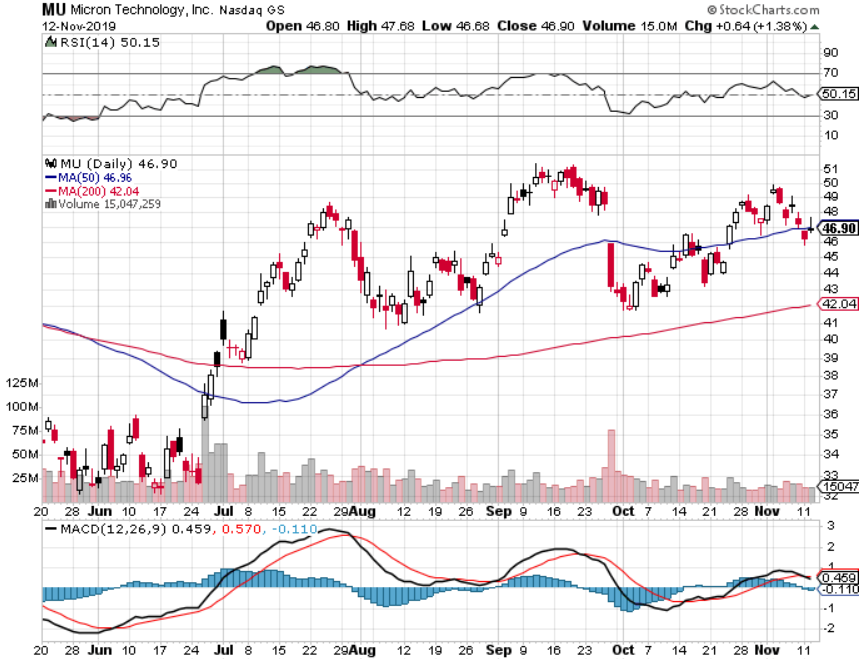 MU Micron Technology, Inc. Nasdaq GS
© StockCharts.com
12-Nov-2019
Open 46.80 High 47.68 Low 46.68 Close 46.90 Volume 15.0M Chg +0.64 (+1.38%)
RSI(14) 50.15
90
70
50.15
30
10
MU (Daily) 46.90
MA(50) 46.96
MA(200) 42.04
Volume 15,047,259
51
50
49
48
46.90
46
45
44
43
42.04
41
40
39
38
37
36
35
34
33
32
125M
100M
75M
50M
25M
15047
20 28 Jun 10 17 24 Jul 8 15 22 29 Aug 12 19 26 Sep 9 16 23 Oct 7 14 21 28 Nov 11
MACD(12,26,9) 0.459, 0.570, -0.110
3
2
1
0.459
-0.110
-1
-2
20 28 Jun 10 17 24 Jul 8 15 22 29 Aug 12 19 26 Sep 9 16 23 Oct 7 14 21 28 Nov 11